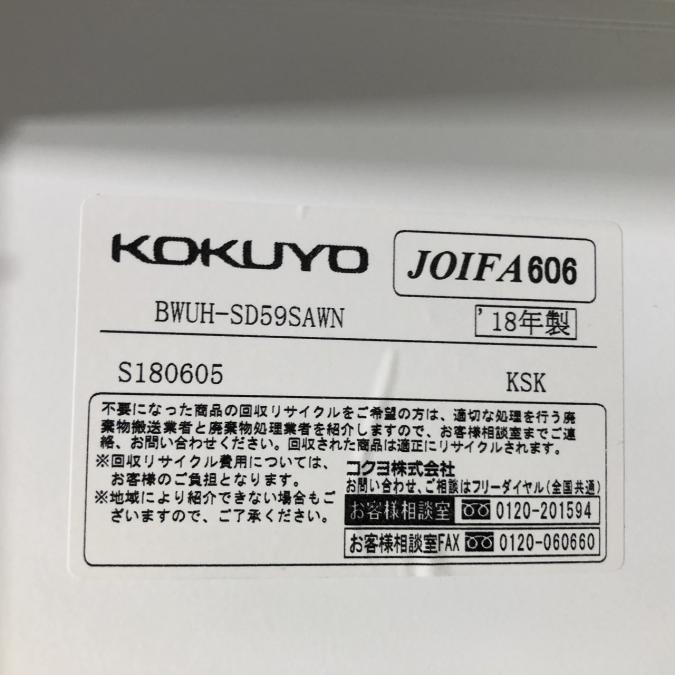 KOKUYO
JOIFA606
BWUH-SD59SAWN
'18年製
S180605
KSK
不要になった商品の回収リサイクルをご希望の方は、適切な処理を行う廃
棄物搬送業者と廃棄物処理業者を紹介しますので、お客様相談室までご連
絡、お問い合わせください。回収された商品は適正にリサイクルされます。
※回収リサイクル費用については、
お客様のご負担となります。
※地域により紹介できない場合もご
ざいますので、ご了承ください。
コクヨ株式会社
お問い合わせ、ご相談はフリーダイヤル(全国共通)
お客様相談室 0120-201594
お客様相談室FAX 0120-060660